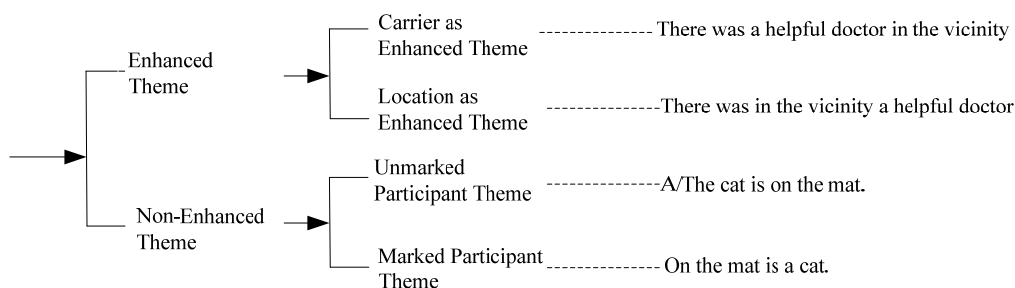 Enhanced
Theme
Carrier as
Enhanced Theme
There was a helpful doctor in the vicinity
Location as
Enhanced Theme
There was in the vicinity a helpful doctor
Non-Enhanced
Theme
Unmarked
Participant Theme
A/The cat is on the mat.
Marked Participant
Theme
On the mat is a cat.